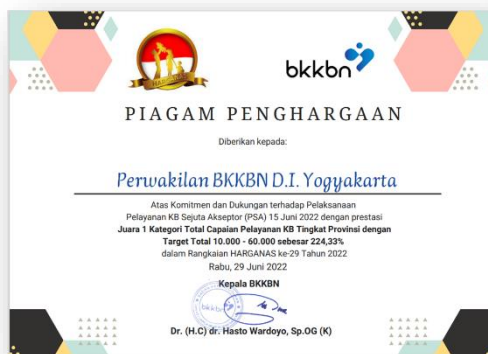 HARGANAS
bkkbn
PIAGAM PENGHARGAAN
Diberikan kepada:
Perwakilan BKKBN D.I. Yogyakarta
Atas Komitmen dan Dukungan terhadap Pelaksanaan
Pelayanan KB Sejuta Akseptor (PSA) 15 Juni 2022 dengan prestasi
Juara 1 Kategori Total Capaian Pelayanan KB Tingkat Provinsi dengan
Target Total 10.000 - 60.000 sebesar 224,33%
dalam Rangkaian HARGANAS ke-29 Tahun 2022
Rabu, 29 Juni 2022
Kepala BKKBN
bkkbn
Dr. (H.C) dr. Hasto Wardoyo, Sp.OG (K)